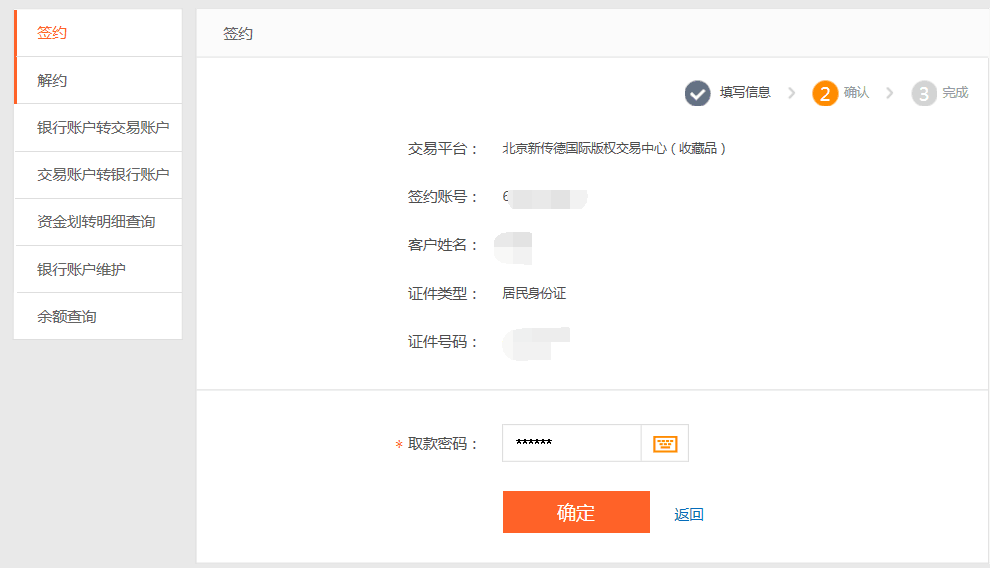 签约
解约
银行账户转交易账户
交易账户转银行账户
资金划转明细查询
银行账户维护
余额查询
签约
填写信息 > 2 确认 > 3 完成
交易平台： 北京新传德国际版权交易中心（收藏品）
签约账号： 6
客户姓名：
证件类型： 居民身份证
证件号码：
* 取款密码： ******
确定 返回